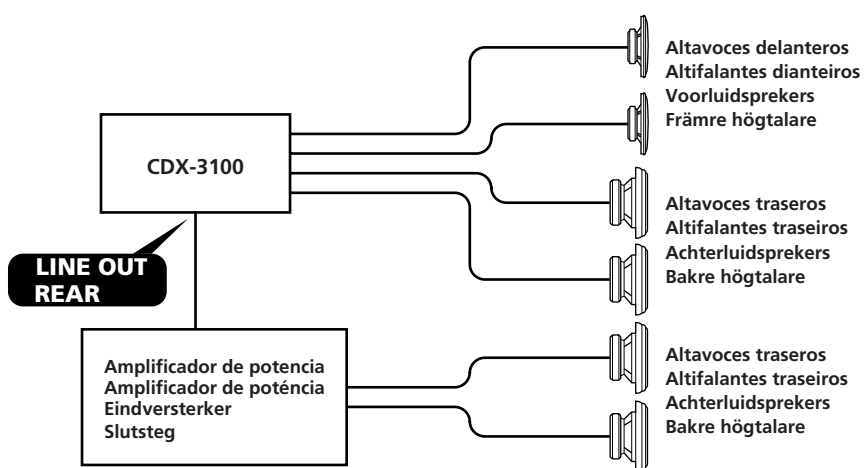 Altavoces delanteros
Altifalantes dianteiros
Voorluidsprekers
Främre högtalare
CDX-3100
Altavoces traseros
Altifalantes traseiros
Achterluidsprekers
Bakre högtalare
LINE OUT
REAR
Amplificador de potencia
Amplificador de poténcia
Eindversterker
Slutsteg
Altavoces traseros
Altifalantes traseiros
Achterluidsprekers
Bakre högtalare